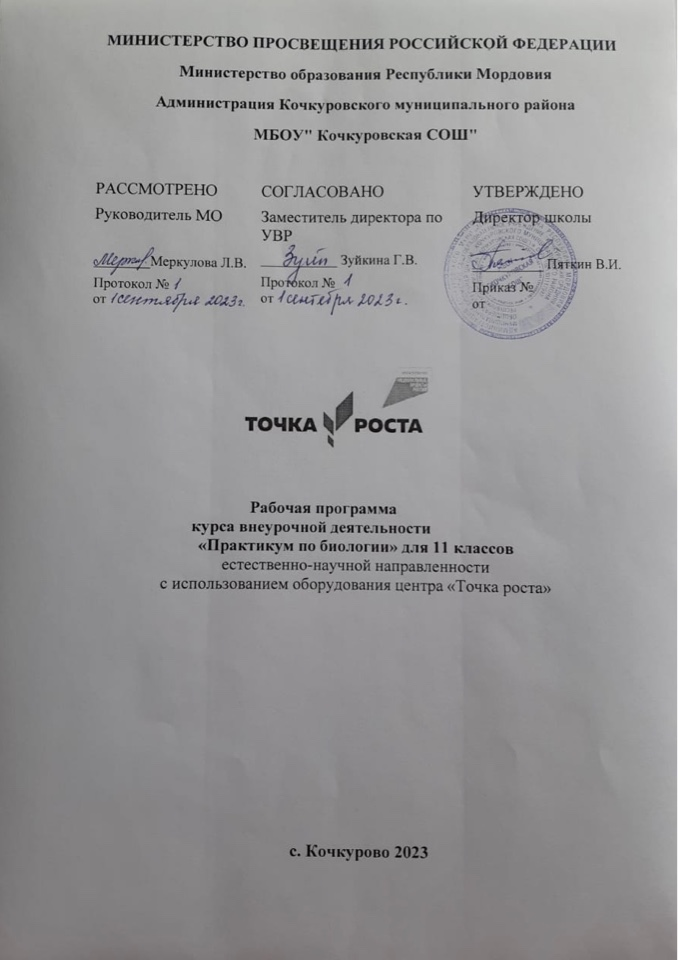 МИНИСТЕРСТВО ПРОСВЕЩЕНИЯ РОССИЙСКОЙ ФЕДЕРАЦИИ
Министерство образования Республики Мордовия
Администрация Кочкуровского муниципального района
МБОУ" Кочкуровская СОШ"
РАССМОТРЕНО
Руководитель МО
Меркулова Л.В.
Протокол № 1
от 1 сентября 2023г.
СОГЛАСОВАНО
Заместитель директора по
УВР
Зуйкина Г.В.
Протокол № 1
от 1 сентября 2023г.
УТВЕРЖДЕНО
Директор школы
Пяткин В.И.
Приказ №
от
ТОЧКА РОСТА
Рабочая программа
курса внеурочной деятельности
«Практикум по биологии» для 11 классов
естественно-научной направленности
с использованием оборудования центра «Точка роста»
с. Кочкурово 2023